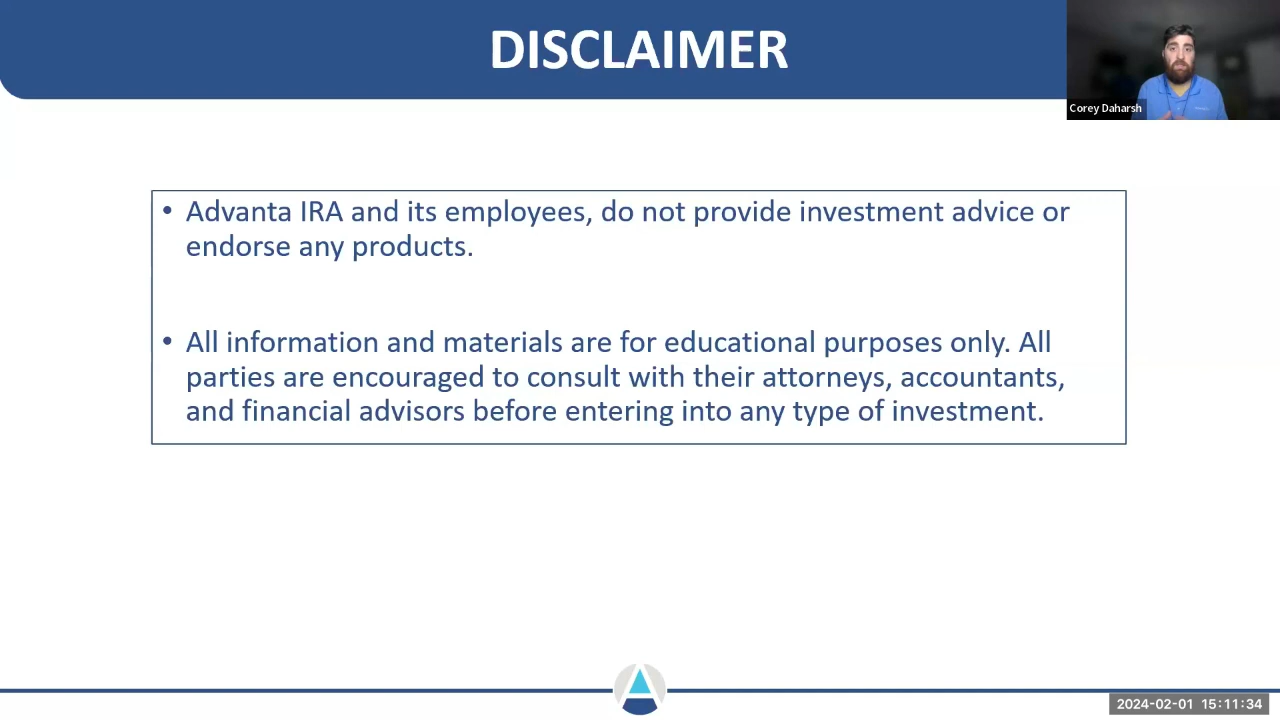 DISCLAIMER
Corey Daharsh
• Advanta IRA and its employees, do not provide investment advice or
endorse any products.
• All information and materials are for educational purposes only. All
parties are encouraged to consult with their attorneys, accountants,
and financial advisors before entering into any type of investment.
2024-02-01 15:11:34